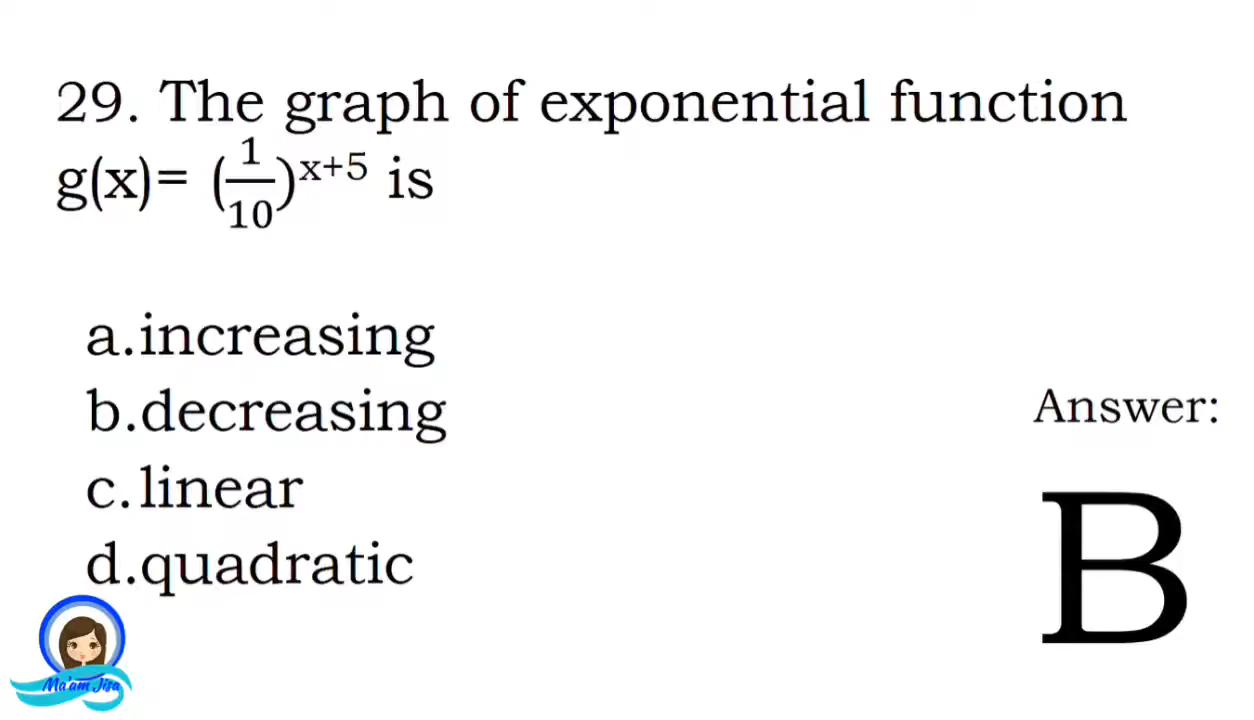 29. The graph of exponential function
g(x)= (1/10)^x+5 is
a.increasing
b.decreasing
c.linear
d.quadratic
Answer:
B
Ma'am Jisa